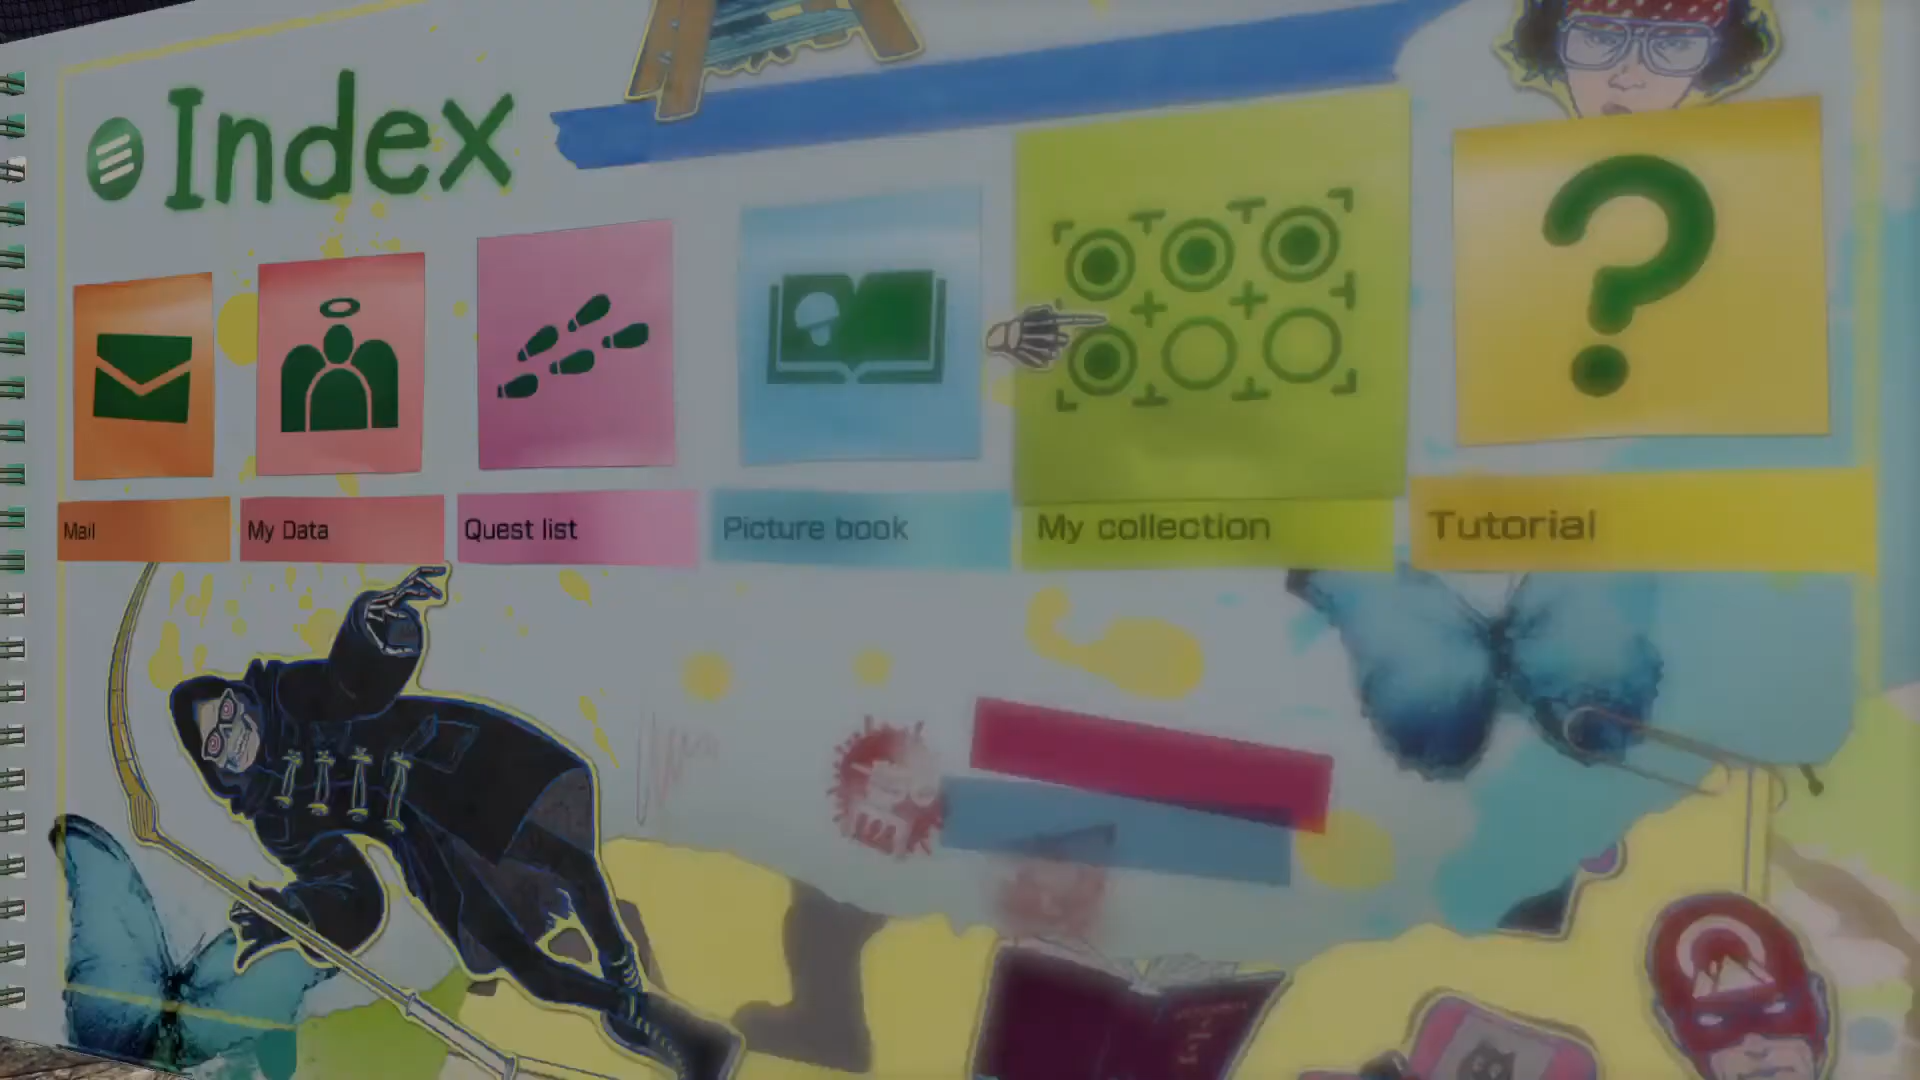 Index
Mail
My Data
Quest list
Picture book
My collection
Tutorial